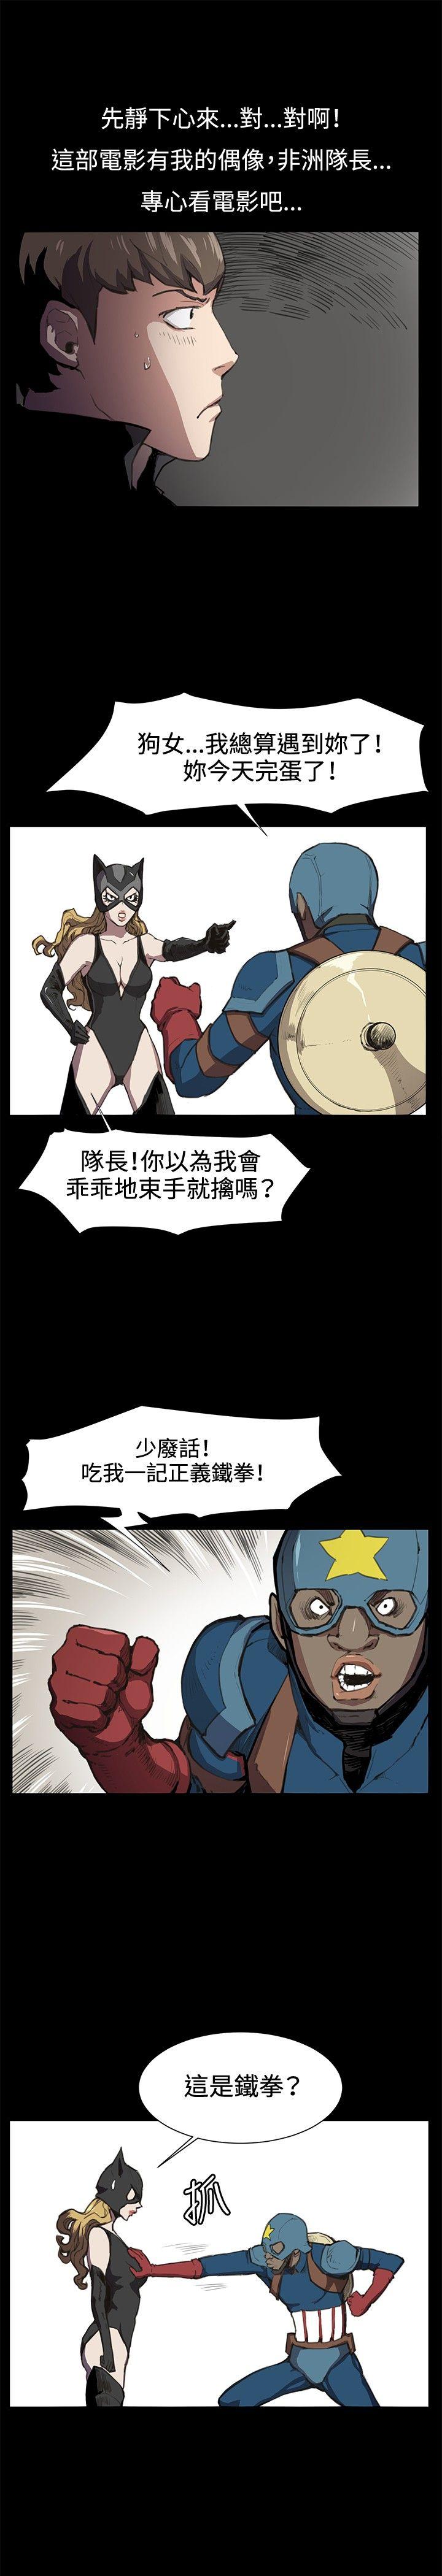 先靜下心來...對...對啊!
這部電影有我的偶像,非洲隊長...
專心看電影吧...
狗女...我總算遇到妳了!
妳今天完蛋了!
隊長!你以為我會
乖乖地束手就擒嗎?
少廢話!
吃我一記正義鐵拳!
這是鐵拳?
抓